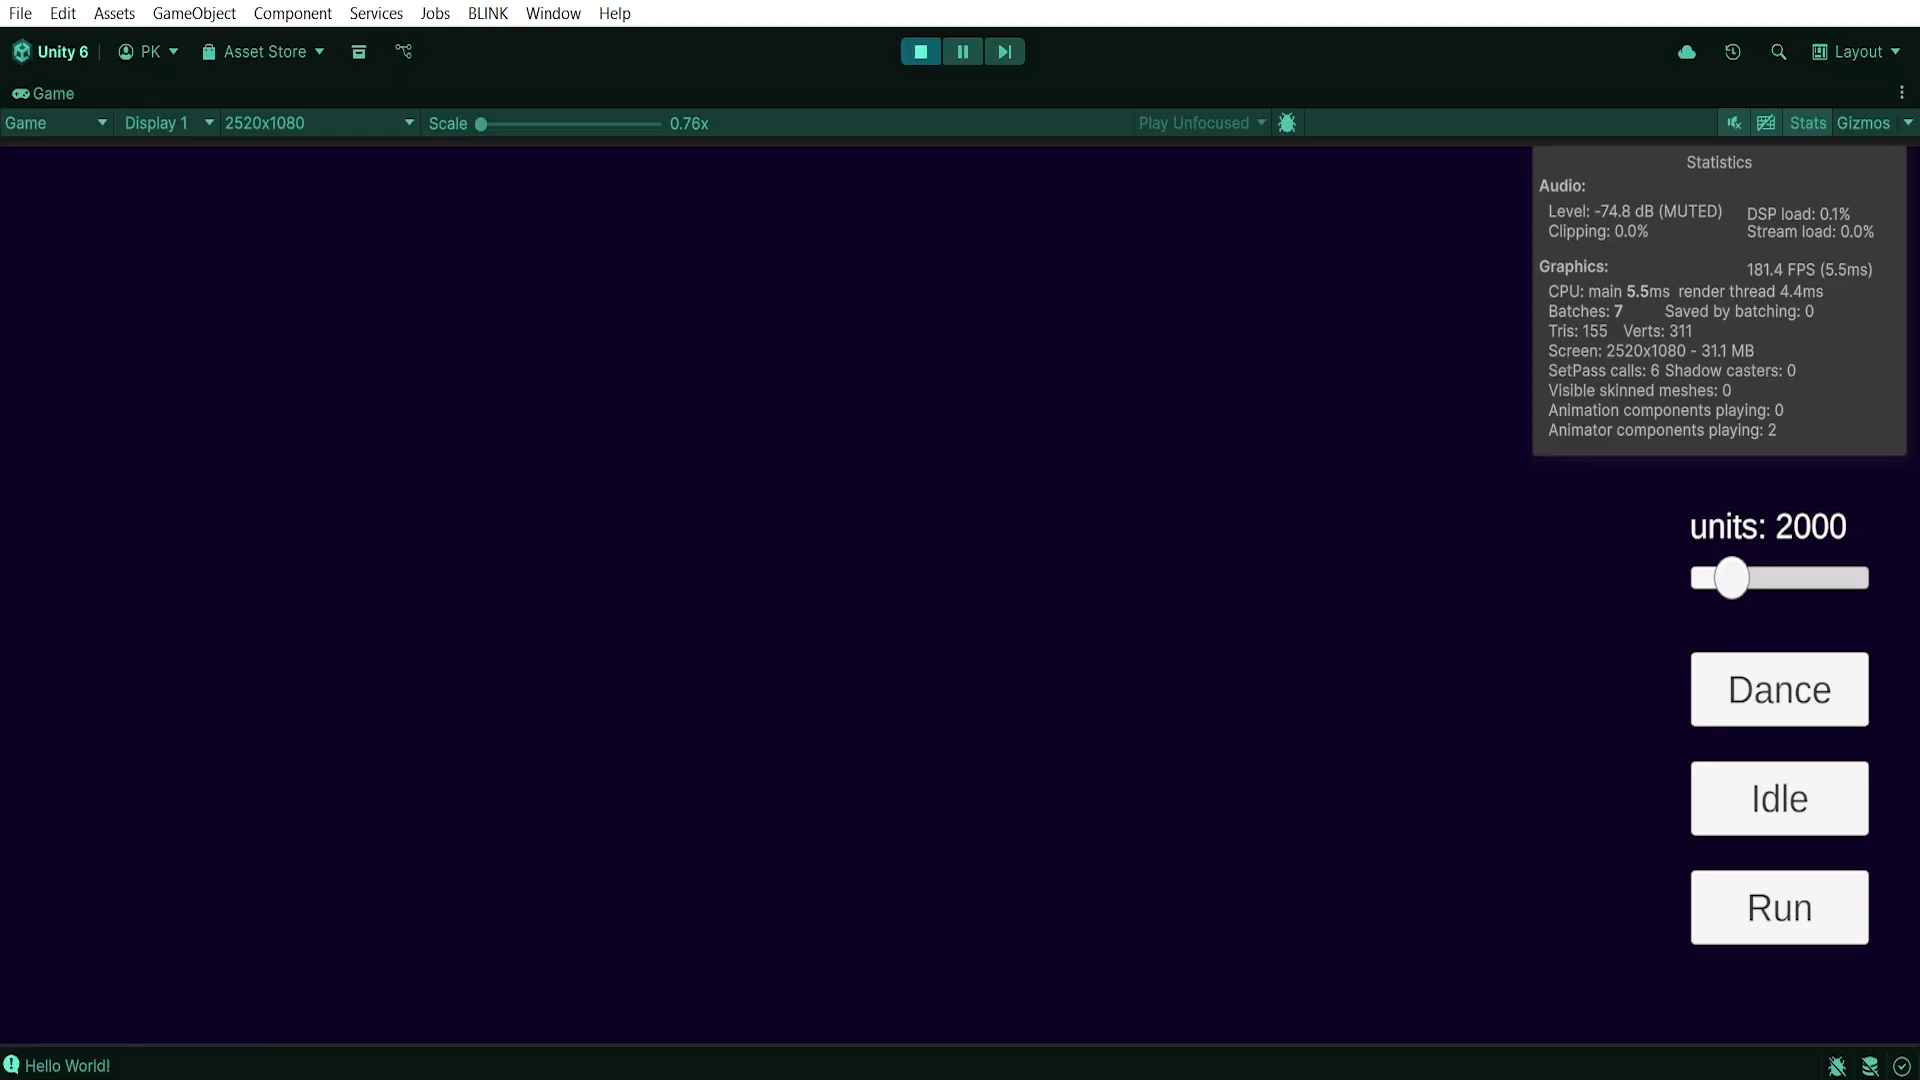 File Edit Assets GameObject Component Services Jobs BLINK Window Help
Unity 6 PK Asset Store Layout
Game
Game Display 1 2520x1080 Scale 0.76x Play Unfocused Stats Gizmos
Statistics
Audio:
Level: -74.8 dB (MUTED) DSP load: 0.1%
Clipping: 0.0% Stream load: 0.0%
Graphics: 181.4 FPS (5.5ms)
CPU: main 5.5ms render thread 4.4ms
Batches: 7 Saved by batching: 0
Tris: 155 Verts: 311
Screen: 2520x1080 - 31.1 MB
SetPass calls: 6 Shadow casters: 0
Visible skinned meshes: 0
Animation components playing: 0
Animator components playing: 2
units: 2000
Dance
Idle
Run
Hello World!